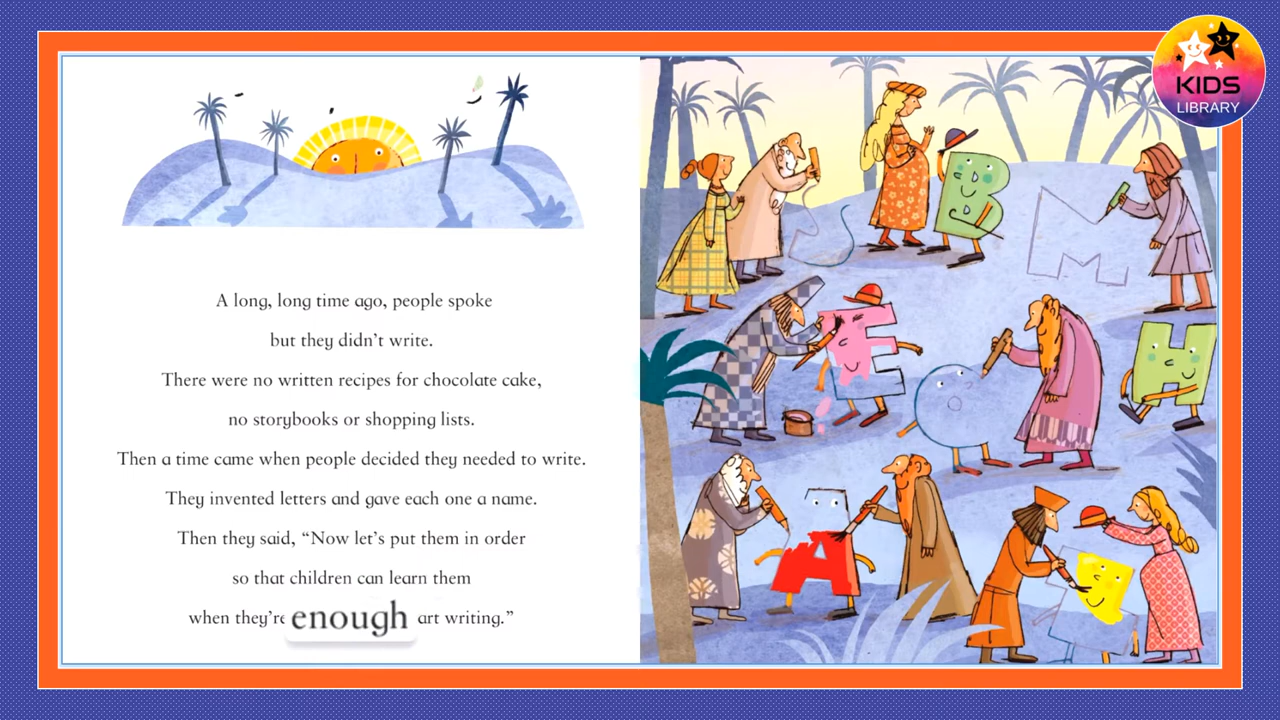 A long, long time ago, people spoke
but they didn't write.
There were no written recipes for chocolate cake,
no storybooks or shopping lists.
Then a time came when people decided they needed to write.
They invented letters and gave each one a name.
Then they said, “Now let's put them in order
so that children can learn them
when they're enough art writing.”
KIDS
LIBRARY
S
B
M
E
O
H
A